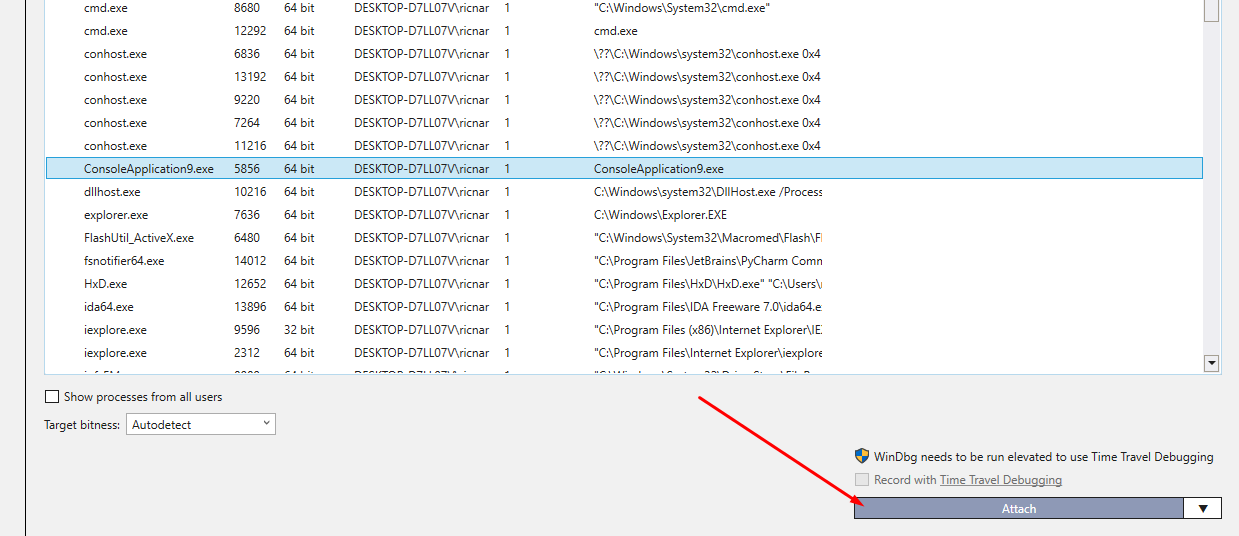 cmd.exe 8680 64 bit DESKTOP-D7LL07V\ricnar 1 "C:\Windows\System32\cmd.exe"
cmd.exe 12292 64 bit DESKTOP-D7LL07V\ricnar 1 cmd.exe
conhost.exe 6836 64 bit DESKTOP-D7LL07V\ricnar 1 \??\C:\Windows\system32\conhost.exe 0x4
conhost.exe 13192 64 bit DESKTOP-D7LL07V\ricnar 1 \??\C:\Windows\system32\conhost.exe 0x4
conhost.exe 9220 64 bit DESKTOP-D7LL07V\ricnar 1 \??\C:\Windows\system32\conhost.exe 0x4
conhost.exe 7264 64 bit DESKTOP-D7LL07V\ricnar 1 \??\C:\Windows\system32\conhost.exe 0x4
conhost.exe 11216 64 bit DESKTOP-D7LL07V\ricnar 1 \??\C:\Windows\system32\conhost.exe 0x4
ConsoleApplication9.exe 5856 64 bit DESKTOP-D7LL07V\ricnar 1 ConsoleApplication9.exe
dllhost.exe 10216 64 bit DESKTOP-D7LL07V\ricnar 1 C:\Windows\system32\DllHost.exe /Process
explorer.exe 7636 64 bit DESKTOP-D7LL07V\ricnar 1 C:\Windows\Explorer.EXE
FlashUtil_ActiveX.exe 6480 64 bit DESKTOP-D7LL07V\ricnar 1 "C:\Windows\System32\Macromed\Flash\Fl
fsnotifier64.exe 14012 64 bit DESKTOP-D7LL07V\ricnar 1 "C:\Program Files\JetBrains\PyCharm Comm
HxD.exe 12652 64 bit DESKTOP-D7LL07V\ricnar 1 "C:\Program Files\HxD\HxD.exe" "C:\Users\r
ida64.exe 13896 64 bit DESKTOP-D7LL07V\ricnar 1 "C:\Program Files\IDA Freeware 7.0\ida64.e
iexplore.exe 9596 32 bit DESKTOP-D7LL07V\ricnar 1 "C:\Program Files (x86)\Internet Explorer\IE
iexplore.exe 2312 64 bit DESKTOP-D7LL07V\ricnar 1 "C:\Program Files\Internet Explorer\iexplore
Show processes from all users
Target bitness: Autodetect
WinDbg needs to be run elevated to use Time Travel Debugging
Record with Time Travel Debugging
Attach